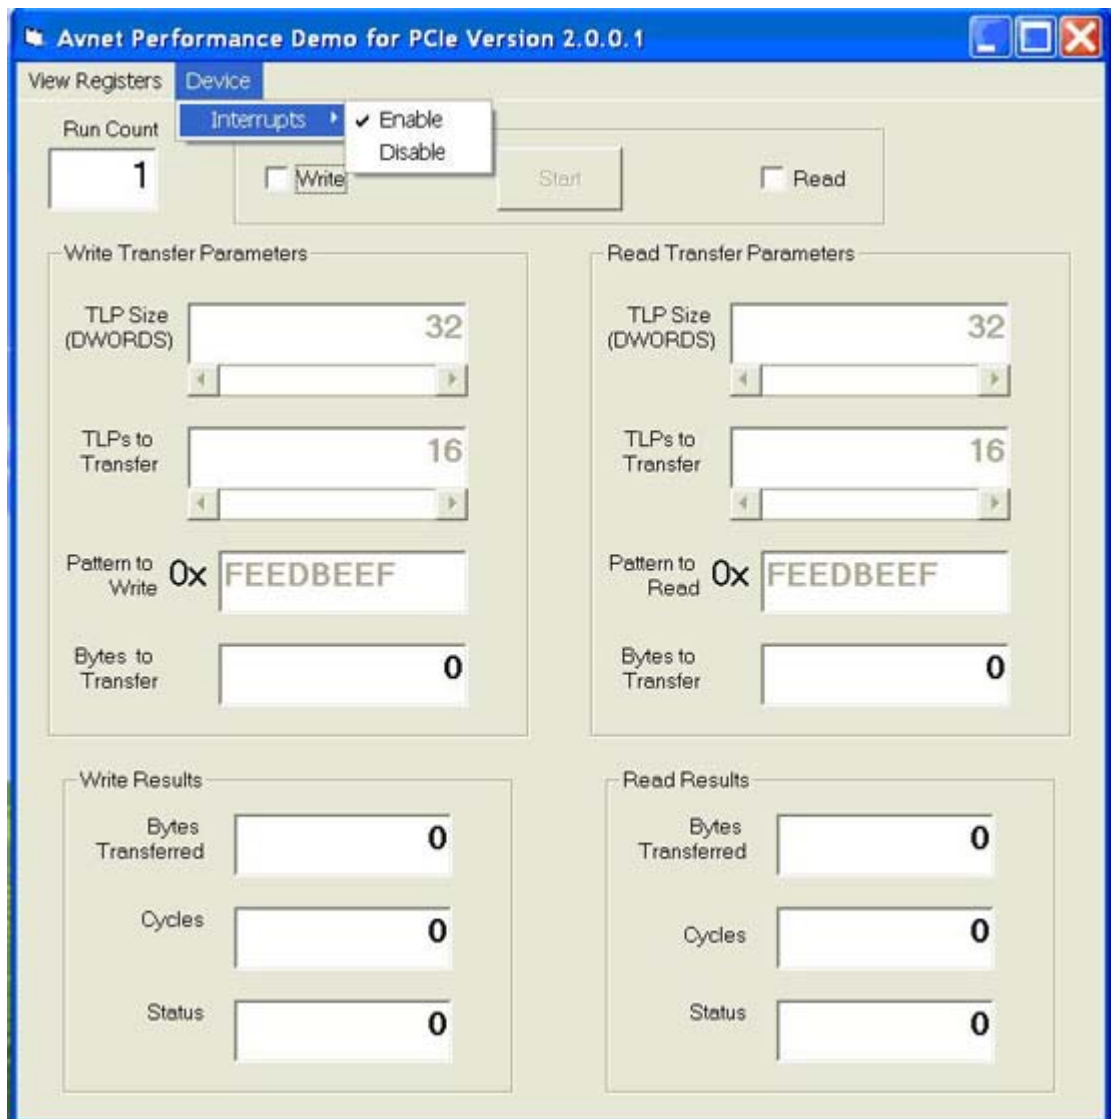 Avnet Performance Demo for PCIe Version 2.0.0.1
View Registers Device
Interrupts
Enable
Disable
Run Count
1
Write
Start
Read
Write Transfer Parameters
TLP Size
(DWORDS)
32
TLPs to
Transfer
16
Pattern to
Write
0x
FEEDBEEF
Bytes to
Transfer
0
Read Transfer Parameters
TLP Size
(DWORDS)
32
TLPs to
Transfer
16
Pattern to
Read
0x
FEEDBEEF
Bytes to
Transfer
0
Write Results
Bytes
Transferred
0
Cycles
0
Status
0
Read Results
Bytes
Transferred
0
Cycles
0
Status
0